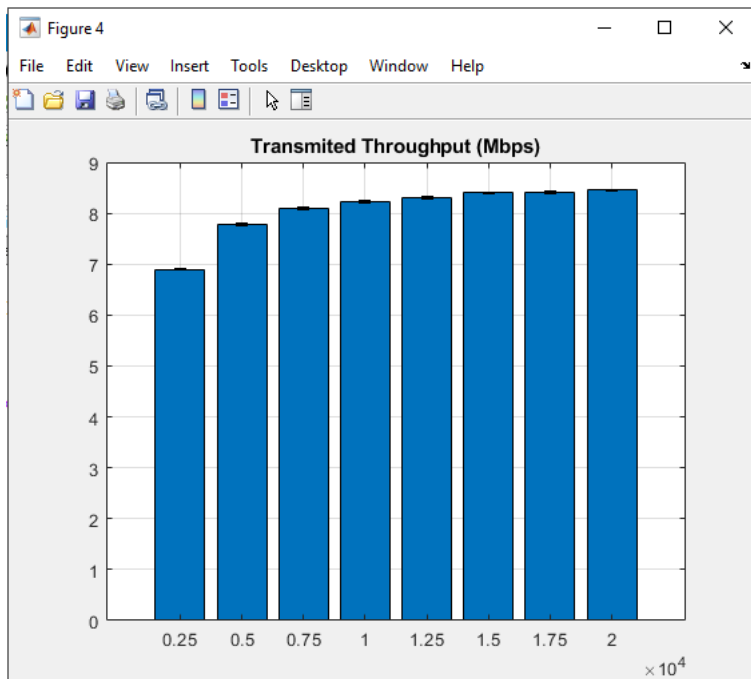 Figure 4
File Edit View Insert Tools Desktop Window Help
Transmited Throughput (Mbps)
9
8
7
6
5
4
3
2
1
0
0.25 0.5 0.75 1 1.25 1.5 1.75 2
×10⁴